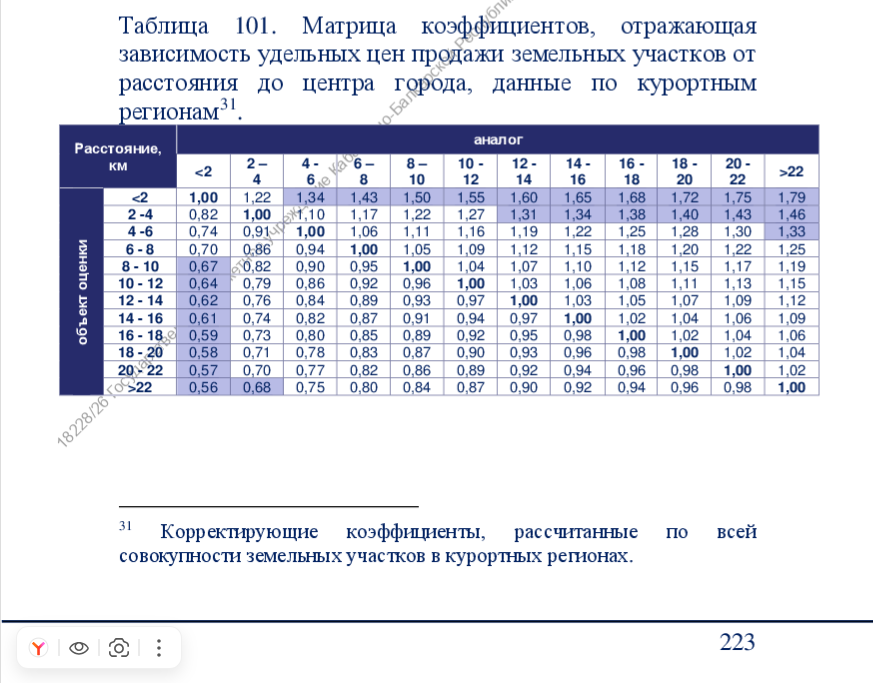 Таблица 101. Матрица коэффициентов, отражающая
зависимость удельных цен продажи земельных участков от
расстояния до центра города, данные по курортным
регионам31.
Расстояние, км аналог
<2 2 – 4 4 - 6 6 – 8 8 – 10 10 - 12 12 - 14 14 - 16 16 - 18 18 - 20 20 - 22 >22
объект оценки
<2 1,00 1,22 1,34 1,43 1,50 1,55 1,60 1,65 1,68 1,72 1,75 1,79
2 -4 0,82 1,00 1,10 1,17 1,22 1,27 1,31 1,34 1,38 1,40 1,43 1,46
4 -6 0,74 0,91 1,00 1,06 1,11 1,16 1,19 1,22 1,25 1,28 1,30 1,33
6 - 8 0,70 0,86 0,94 1,00 1,05 1,09 1,12 1,15 1,18 1,20 1,22 1,25
8 - 10 0,67 0,82 0,90 0,95 1,00 1,04 1,07 1,10 1,12 1,15 1,17 1,19
10 - 12 0,64 0,79 0,86 0,92 0,96 1,00 1,03 1,06 1,08 1,11 1,13 1,15
12 - 14 0,62 0,76 0,84 0,89 0,93 0,97 1,00 1,03 1,05 1,07 1,09 1,12
14 - 16 0,61 0,74 0,82 0,87 0,91 0,94 0,97 1,00 1,02 1,04 1,06 1,09
16 - 18 0,59 0,73 0,80 0,85 0,89 0,92 0,95 0,98 1,00 1,02 1,04 1,06
18 - 20 0,58 0,71 0,78 0,83 0,87 0,90 0,93 0,96 0,98 1,00 1,02 1,04
20 - 22 0,57 0,70 0,77 0,82 0,86 0,89 0,92 0,94 0,96 0,98 1,00 1,02
>22 0,56 0,68 0,75 0,80 0,84 0,87 0,90 0,92 0,94 0,96 0,98 1,00
18228/26
31 Корректирующие коэффициенты, рассчитанные по всей
совокупности земельных участков в курортных регионах.
223